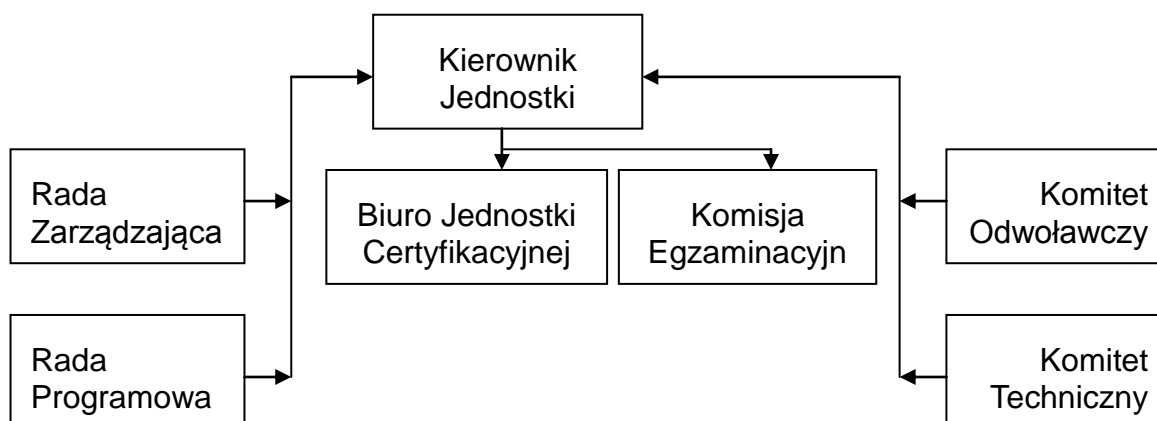 Kierownik
Jednostki
Rada
Zarządzająca
Biuro Jednostki
Certyfikacyjnej
Komisja
Egzaminacyjn
Komitet
Odwoławczy
Rada
Programowa
Komitet
Techniczny